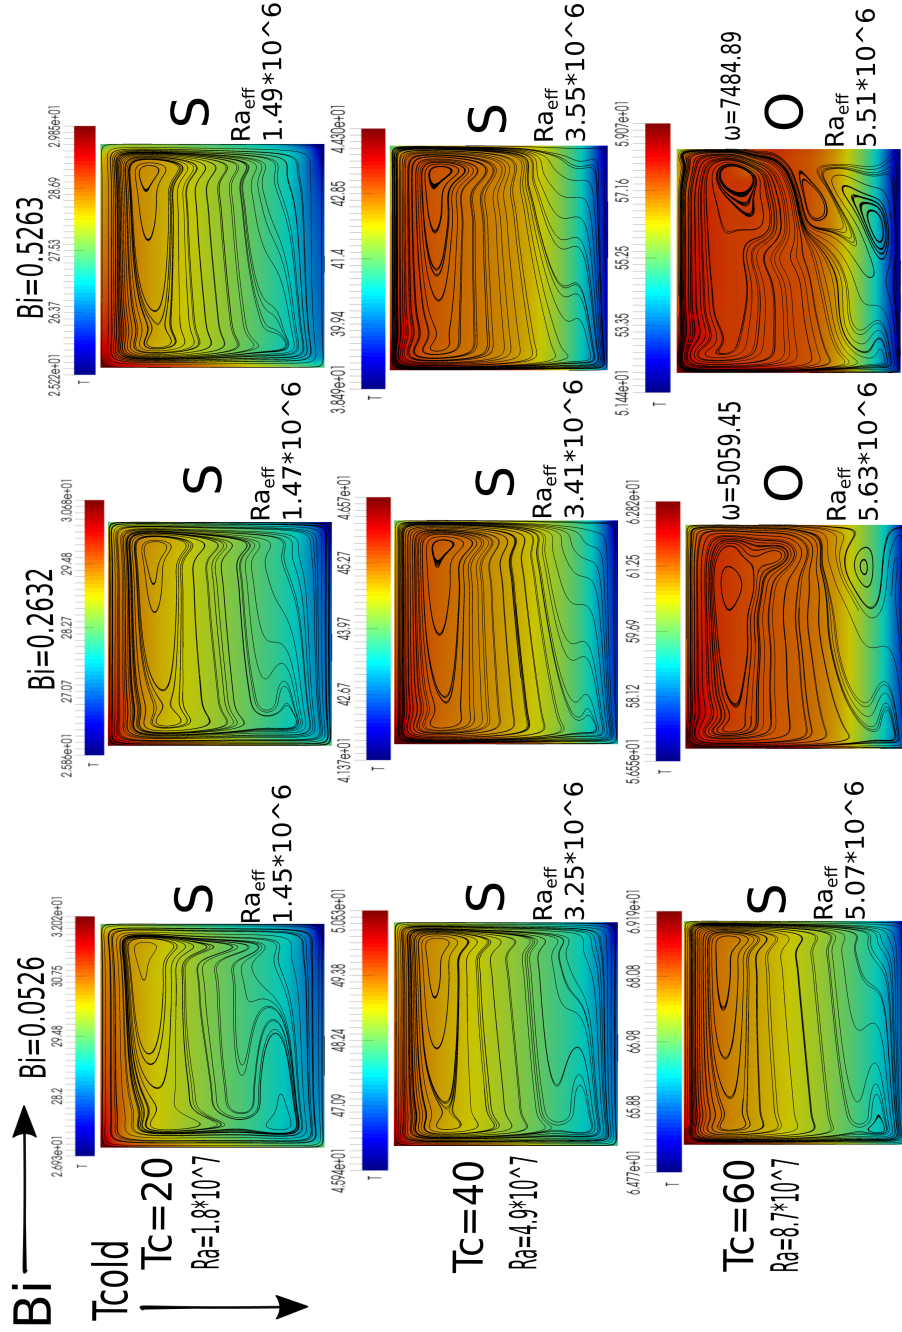 Bi
Bi=0.0526 Bi=0.2632 Bi=0.5263
Tcold
2.693e+01 28.2 29.48 30.75 3.202e+01
T
2.586e+01 27.07 28.27 29.48 3.068e+01
T
2.522e+01 26.37 27.53 28.69 2.985e+01
T
Tc=20
Ra=1.8*10^7
S
Raeff
1.45*10^6
S
Raeff
1.47*10^6
S
Raeff
1.49*10^6
4.594e+01 47.09 48.24 49.38 5.053e+01
T
4.137e+01 42.67 43.97 45.27 4.657e+01
T
3.849e+01 39.94 41.4 42.85 4.430e+01
T
Tc=40
Ra=4.9*10^7
S
Raeff
3.25*10^6
S
Raeff
3.41*10^6
S
Raeff
3.55*10^6
6.477e+01 65.88 66.98 68.08 6.919e+01
T
5.655e+01 58.12 59.69 61.25 6.282e+01
T
5.144e+01 53.35 55.25 57.16 5.907e+01
T
Tc=60
Ra=8.7*10^7
S
Raeff
5.07*10^6
ω=5059.45
O
Raeff
5.63*10^6
ω=7484.89
O
Raeff
5.51*10^6